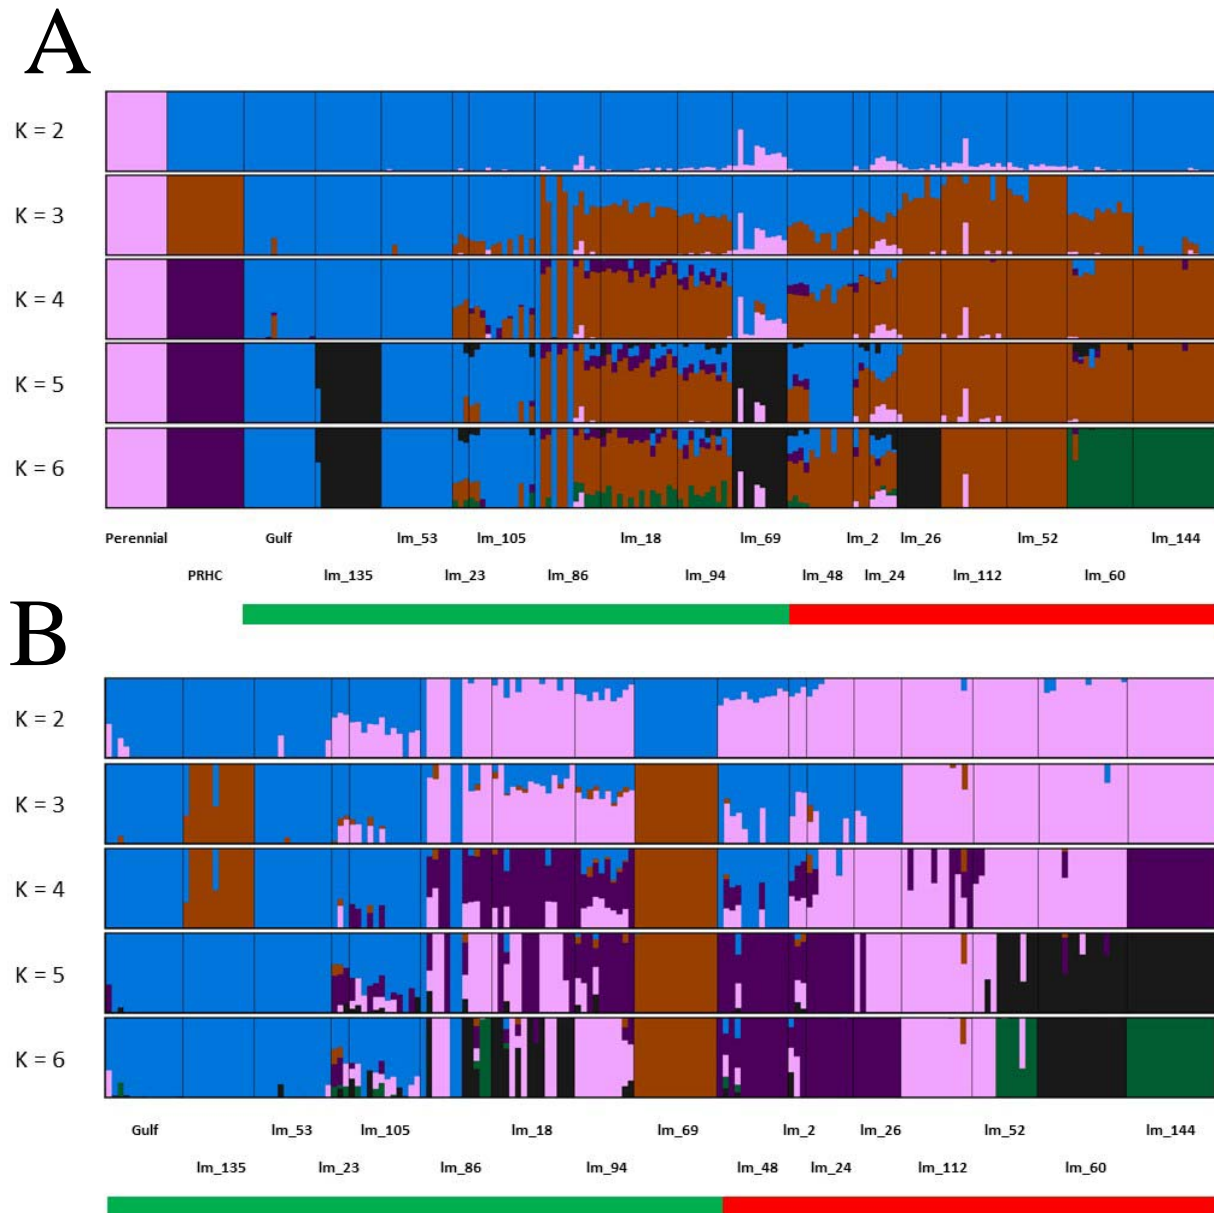 A
K = 2
K = 3
K = 4
K = 5
K = 6
Perennial Gulf lm_53 lm_105 lm_18 lm_69 lm_2 lm_26 lm_52 lm_144
PRHC lm_135 lm_23 lm_86 lm_94 lm_48 lm_24 lm_112 lm_60
B
K = 2
K = 3
K = 4
K = 5
K = 6
Gulf lm_53 lm_105 lm_18 lm_69 lm_2 lm_26 lm_52 lm_144
lm_135 lm_23 lm_86 lm_94 lm_48 lm_24 lm_112 lm_60